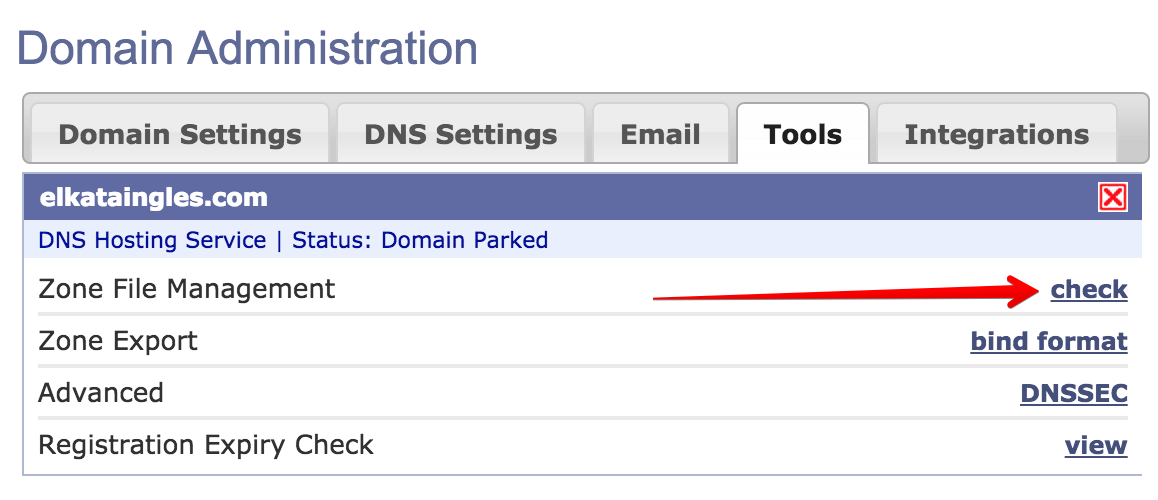 Domain Administration
Domain Settings DNS Settings Email Tools Integrations
elkataingles.com
DNS Hosting Service | Status: Domain Parked
Zone File Management check
Zone Export bind format
Advanced DNSSEC
Registration Expiry Check view